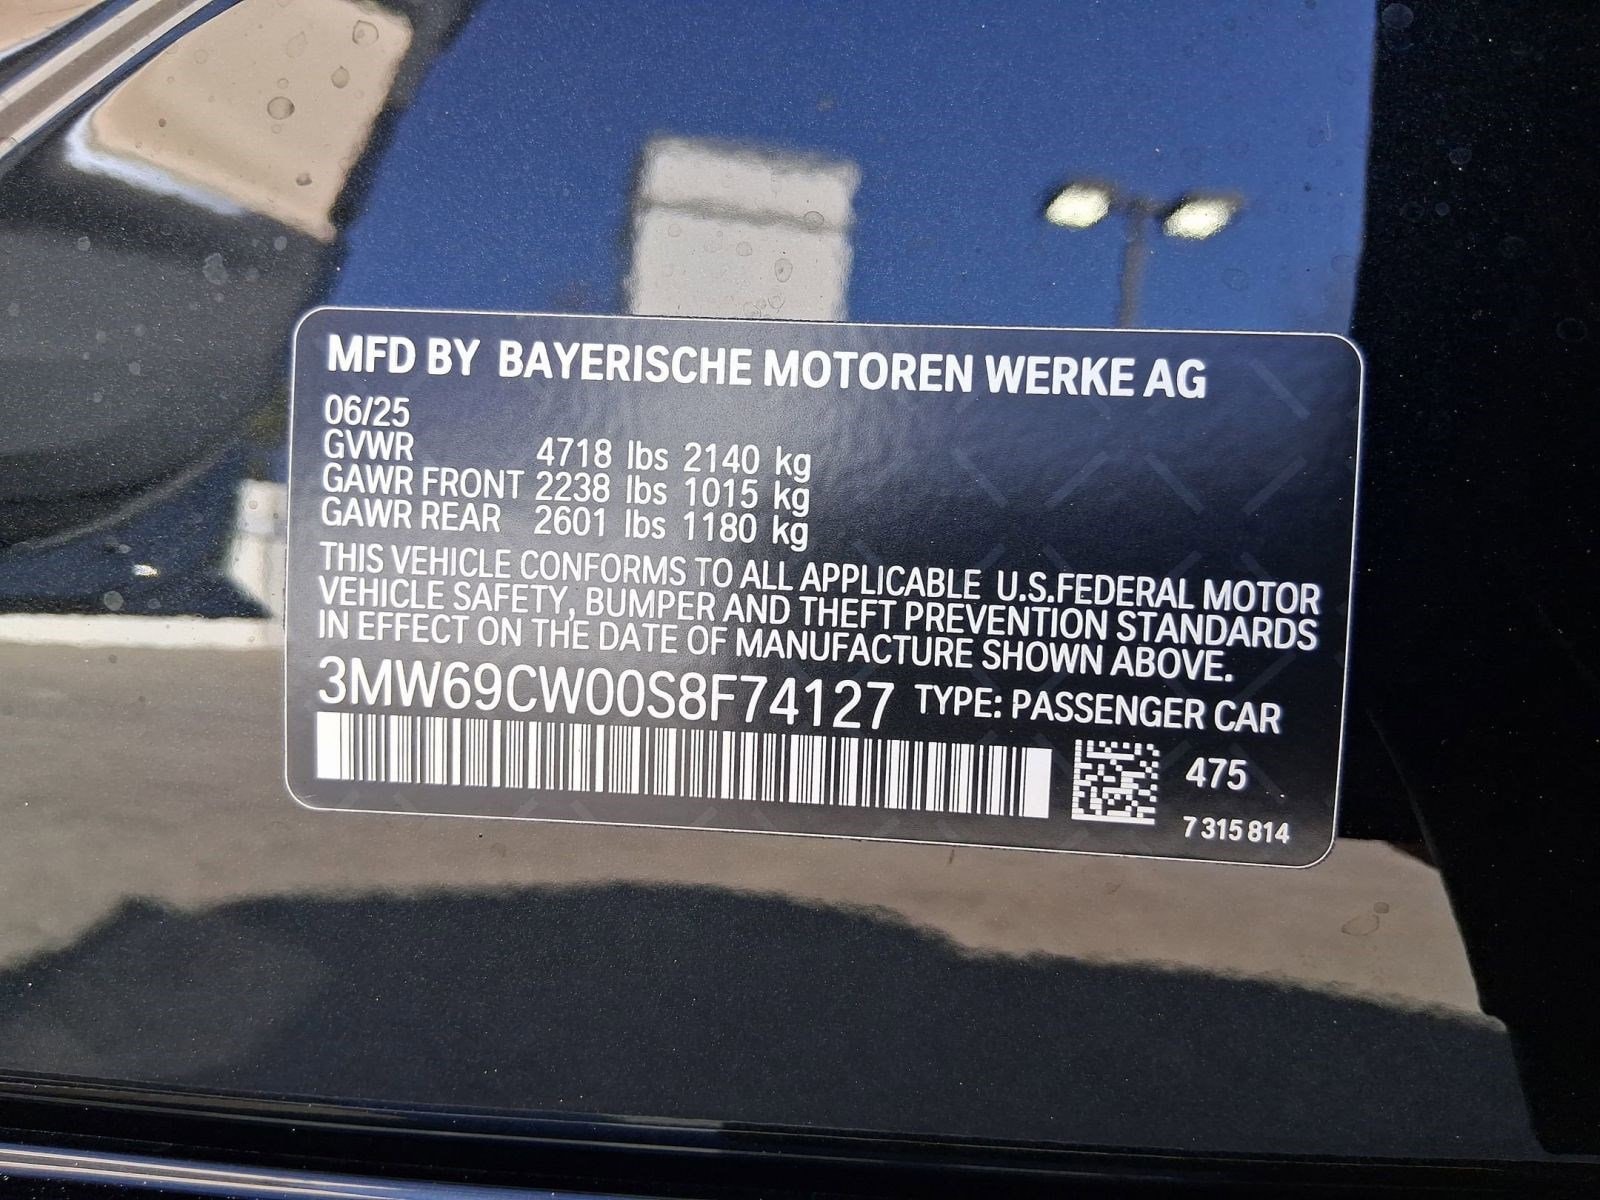 MFD BY BAYERISCHE MOTOREN WERKE AG
06/25
GVWR 4718 lbs 2140 kg
GAWR FRONT 2238 lbs 1015 kg
GAWR REAR 2601 lbs 1180 kg
THIS VEHICLE CONFORMS TO ALL APPLICABLE U.S.FEDERAL MOTOR
VEHICLE SAFETY, BUMPER AND THEFT PREVENTION STANDARDS
IN EFFECT ON THE DATE OF MANUFACTURE SHOWN ABOVE.
3MW69CW00S8F74127 TYPE: PASSENGER CAR
475
7 315 814